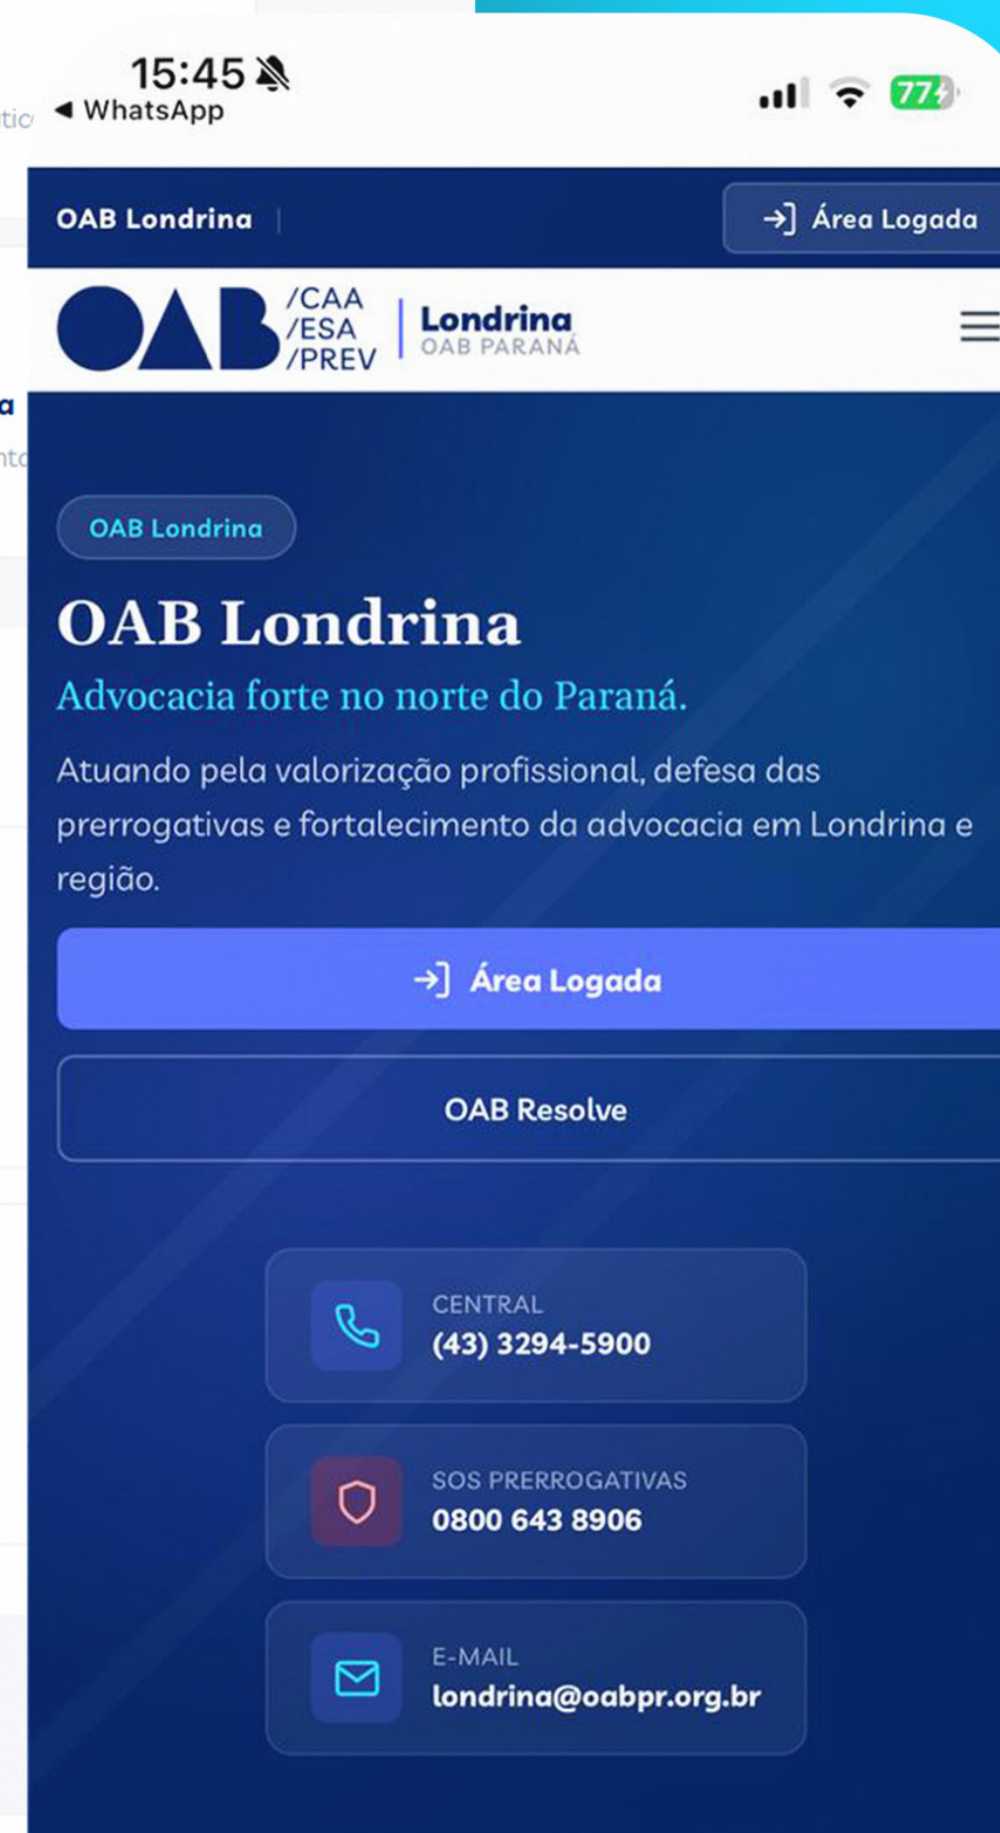 15:45
◀ WhatsApp
77
OAB Londrina
Área Logada
OAB
/CAA
/ESA
/PREV
Londrina
OAB PARANÁ
OAB Londrina
OAB Londrina
Advocacia forte no norte do Paraná.
Atuando pela valorização profissional, defesa das
prerrogativas e fortalecimento da advocacia em Londrina e
região.
Área Logada
OAB Resolve
CENTRAL
(43) 3294-5900
SOS PRERROGATIVAS
0800 643 8906
E-MAIL
londrina@oabpr.org.br